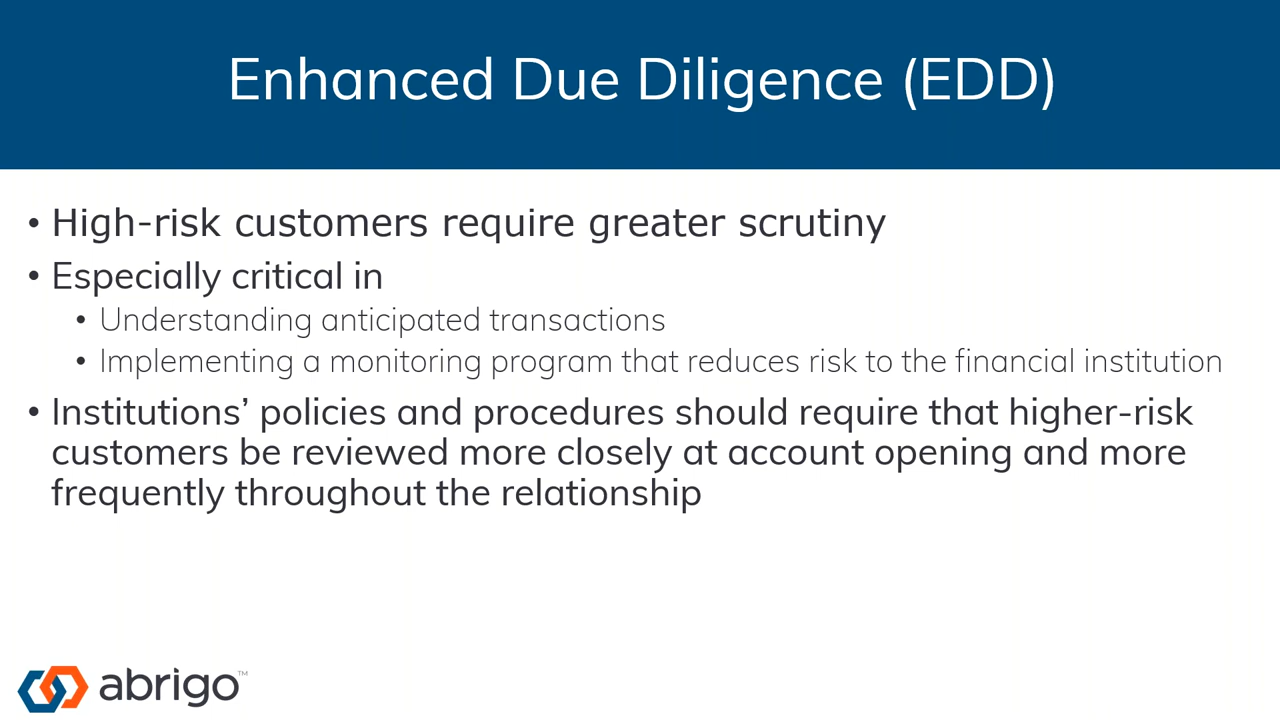 Enhanced Due Diligence (EDD)
• High-risk customers require greater scrutiny
• Especially critical in
• Understanding anticipated transactions
• Implementing a monitoring program that reduces risk to the financial institution
• Institutions’ policies and procedures should require that higher-risk
customers be reviewed more closely at account opening and more
frequently throughout the relationship
abrigo™